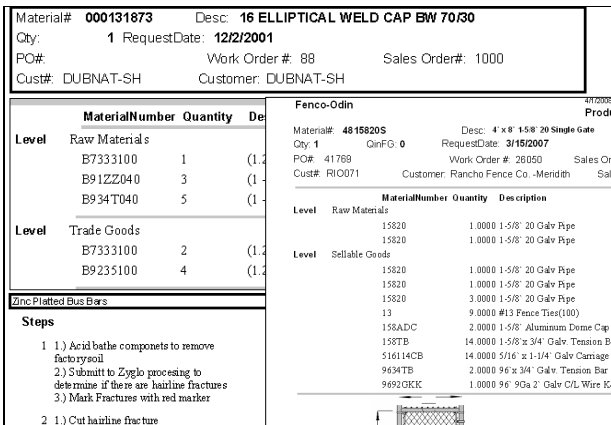 Material# 000131873 Desc: 16 ELLIPTICAL WELD CAP BW 70/30
Qty: 1 RequestDate: 12/2/2001
PO#: Work Order #: 88 Sales Order#: 1000
Cust#: DUBNAT-SH Customer: DUBNAT-SH
MaterialNumber Quantity De
Level Raw Materials
B7333100 1 (1.2
B91ZZ040 3 (1 -
B934T040 5 (1 -
Level Trade Goods
B7333100 2 (1.2
B9235100 4 (1.2
Zinc Platted Bus Bars
Steps
1 1.) Acid bathe componets to remove
factorysoil
2.) Submitt to Zyglo procesing to
determine if there are hairline fractures
3.) Mark Fractures with red marker
2 1.) Cut hairline fracture
Fenco-Odin 4/1/2008
Produ
Material#: 4815820S Desc: 4' x 8' 1-5/8' 20 Single Gate
Qty: 1 QinFG: 0 RequestDate: 3/15/2007
PO#: 41769 Work Order #: 26050 Sales Or
Cust#: RIO071 Customer: Rancho Fence Co. -Meridith Sal
MaterialNumber Quantity Description
Level Raw Materials
15820 1.0000 1-5/8' 20 Galv Pipe
15820 1.0000 1-5/8' 20 Galv Pipe
Level Sellable Goods
15820 1.0000 1-5/8' 20 Galv Pipe
15820 1.0000 1-5/8' 20 Galv Pipe
15820 3.0000 1-5/8' 20 Galv Pipe
13 9.0000 #13 Fence Ties(100)
158ADC 2.0000 1-5/8' Aluminum Dome Cap
158TB 14.0000 1-5/8'x 3/4' Galv. Tension B
516114CB 14.0000 5/16' x 1-1/4' Galv Carriage
9634TB 2.0000 96'x 3/4' Galv. Tension Bar
9692GKK 1.0000 96' 9Ga 2' Galv C/L Wire K